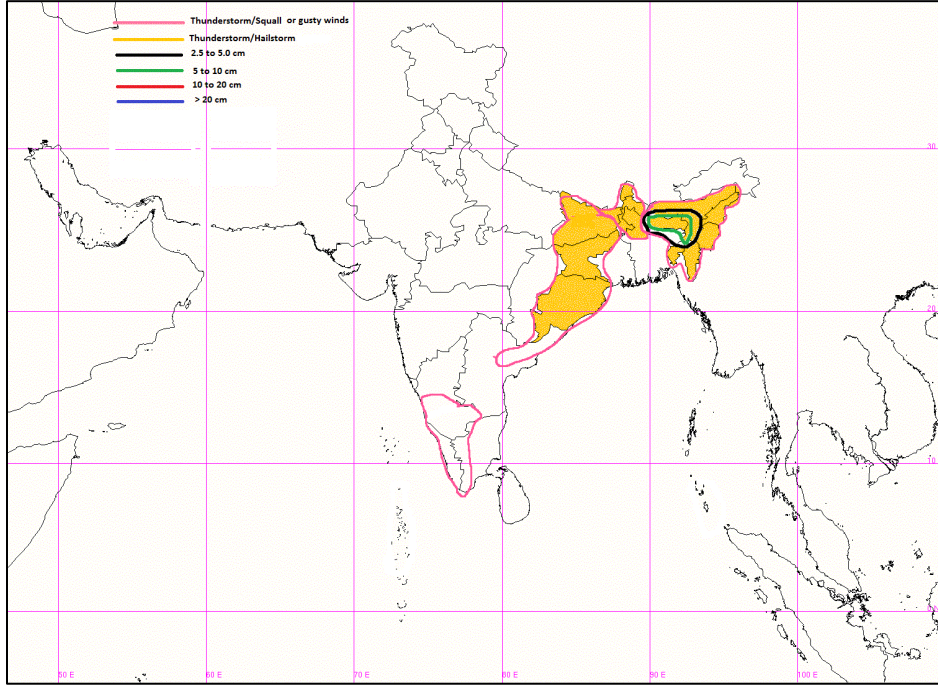 Thunderstorm/Squall or gusty winds
Thunderstorm/Hailstorm
2.5 to 5.0 cm
5 to 10 cm
10 to 20 cm
> 20 cm
30
20
10
50 E
60 E
70 E
80 E
90 E
100 E